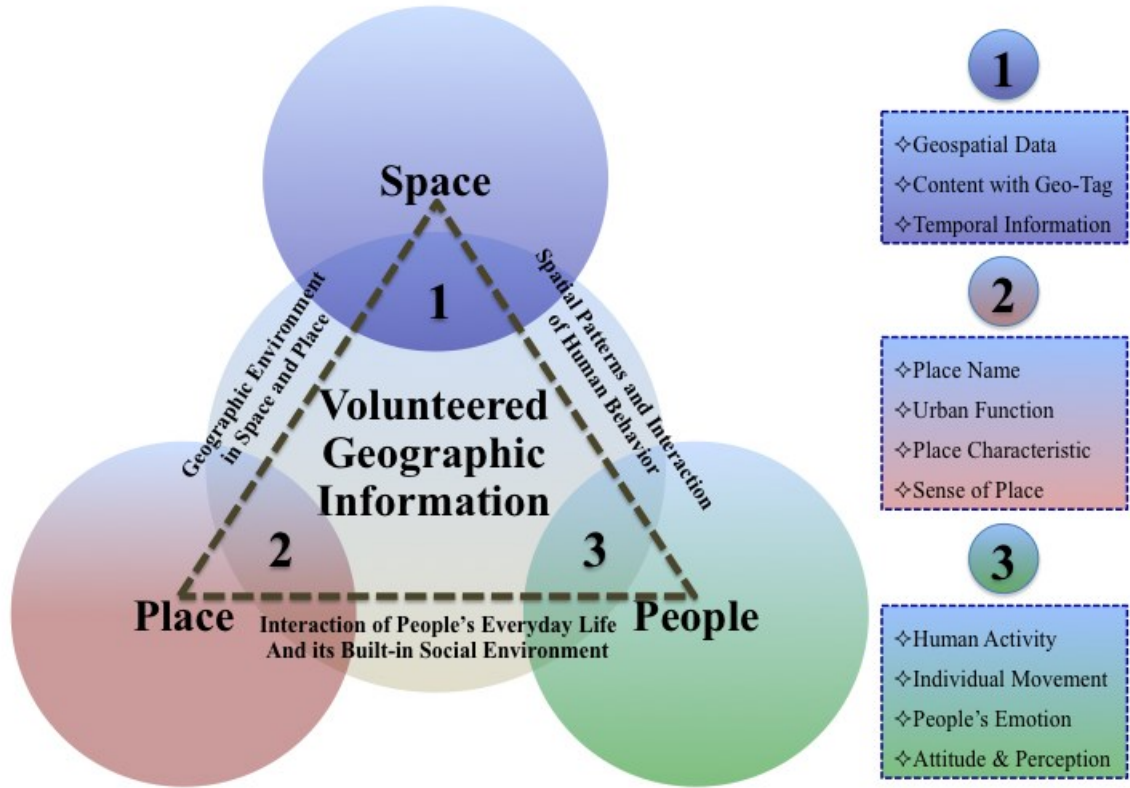 Space
1
Geographic Environment
in Space and Place
Spatial Patterns and Interaction
of Human Behavior
Volunteered
Geographic
Information
2
3
Place
People
Interaction of People's Everyday Life
And its Built-in Social Environment
1
✧Geospatial Data
✧Content with Geo-Tag
✧Temporal Information
2
✧Place Name
✧Urban Function
✧Place Characteristic
✧Sense of Place
3
✧Human Activity
✧Individual Movement
✧People's Emotion
✧Attitude & Perception